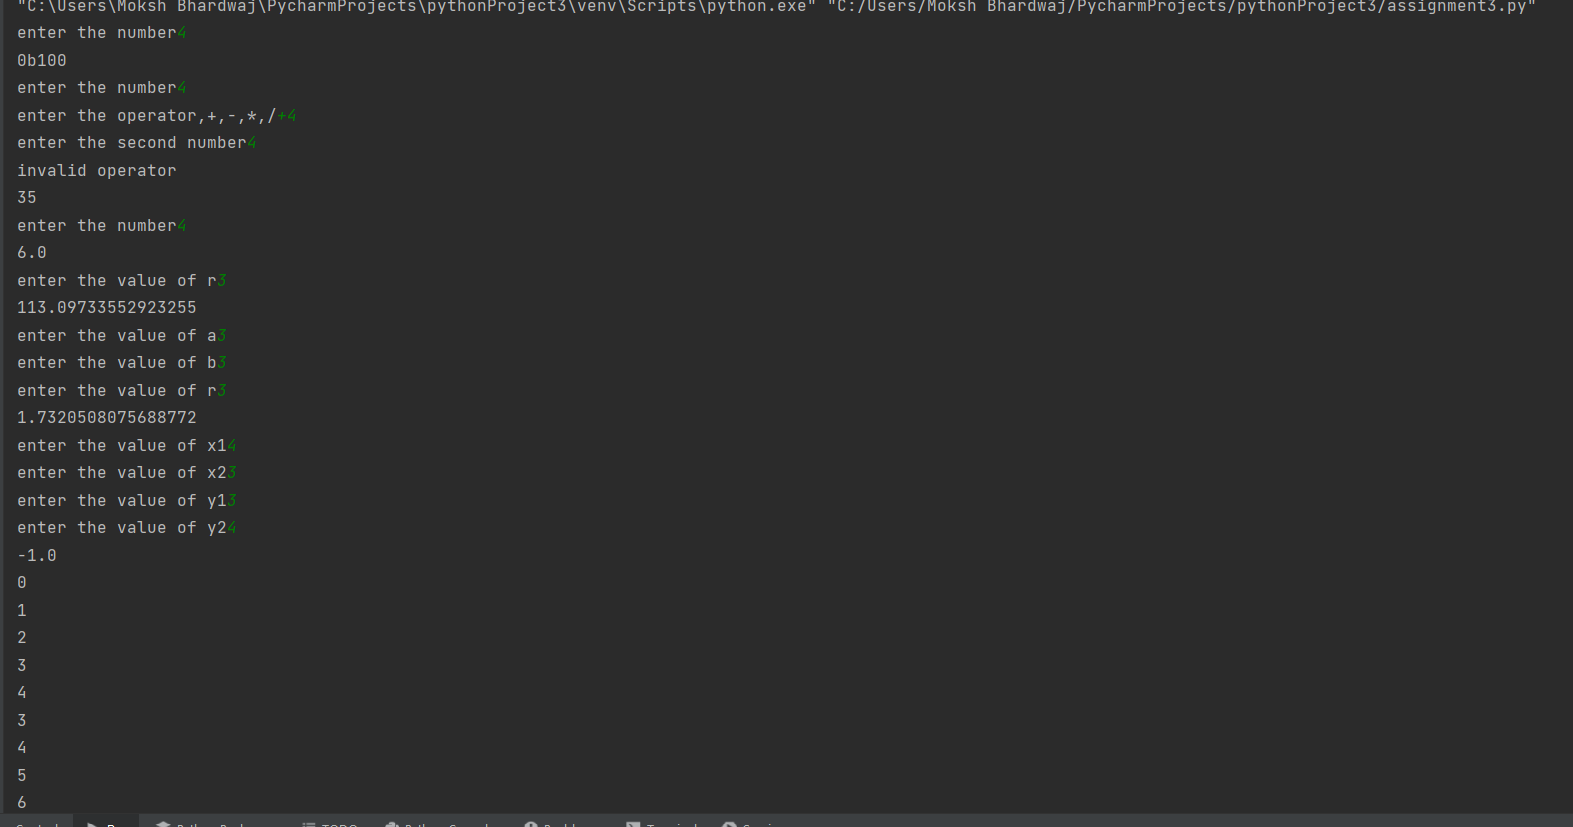 "C:\Users\Moksh Bhardwaj\PycharmProjects\pythonProject3\venv\Scripts\python.exe" "C:/Users/Moksh Bhardwaj/PycharmProjects/pythonProject3/assignment3.py"
enter the number4
0b100
enter the number4
enter the operator,+,-,*,/+4
enter the second number4
invalid operator
35
enter the number4
6.0
enter the value of r3
113.09733552923255
enter the value of a3
enter the value of b3
enter the value of r3
1.7320508075688772
enter the value of x14
enter the value of x23
enter the value of y13
enter the value of y24
-1.0
0
1
2
3
4
3
4
5
6